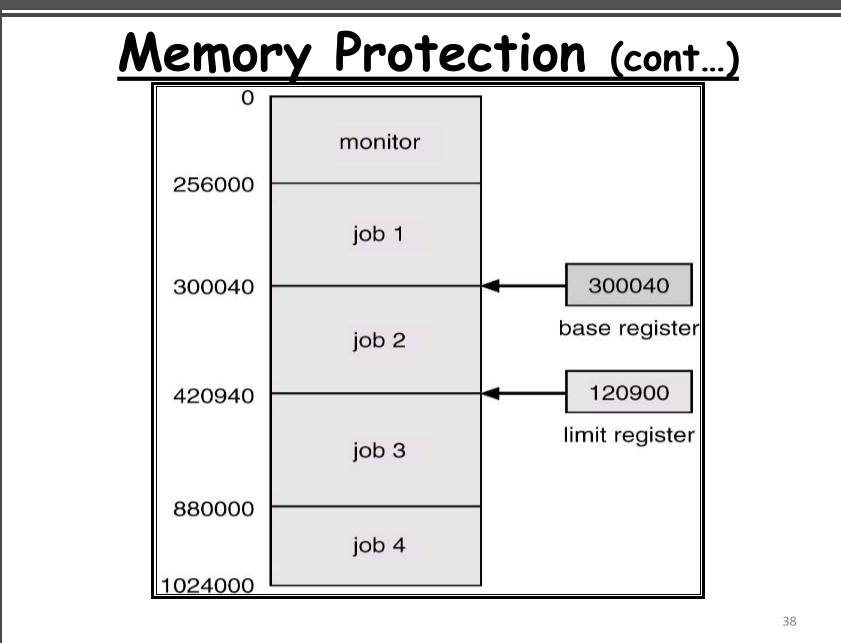 Memory Protection (cont…)
0
monitor
256000
job 1
300040
300040
base register
job 2
420940
120900
limit register
job 3
880000
job 4
1024000
38